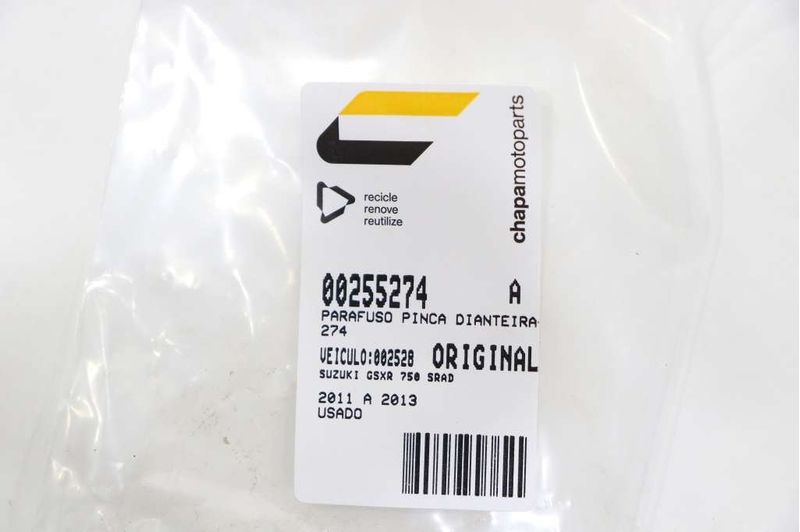 chapamotoparts
recicle
renove
reutilize
00255274 A
PARAFUSO PINCA DIANTEIRA-
274
VEICULO:002528 ORIGINAL
SUZUKI GSXR 750 SRAD
2011 A 2013
USADO